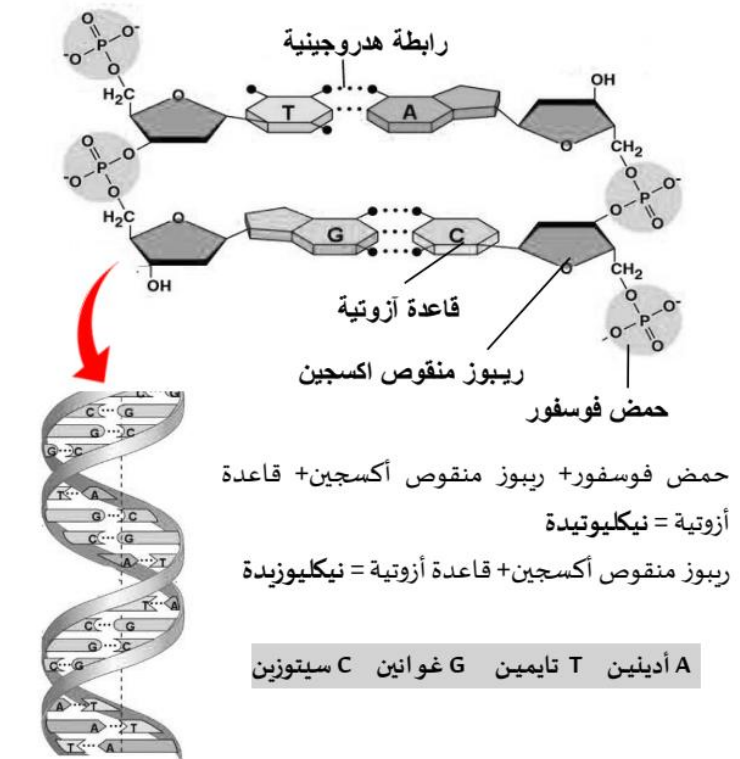 رابطة هدروجينية
O
-O P O-
O
H2C O T A OH
O CH2
O
-O P O
O
O O-
P
O O
H2C O G C
OH
O CH2
قاعدة آزوتية
O
O P O-
O
ريبوز منقوص اكسجين
حمض فوسفور
C G
C G
G C
G C
T A
G C
C G
A T
T A
C G
G C
C G
A T
A T
T A
حمض فوسفور+ ريبوز منقوص أكسجين+ قاعدة
أزوتية = نيكليوتيدة
ريبوز منقوص أكسجين+ قاعدة أزوتية = نيكليوزيدة
A أدينين T تايمين G غوانين C سيتوزين